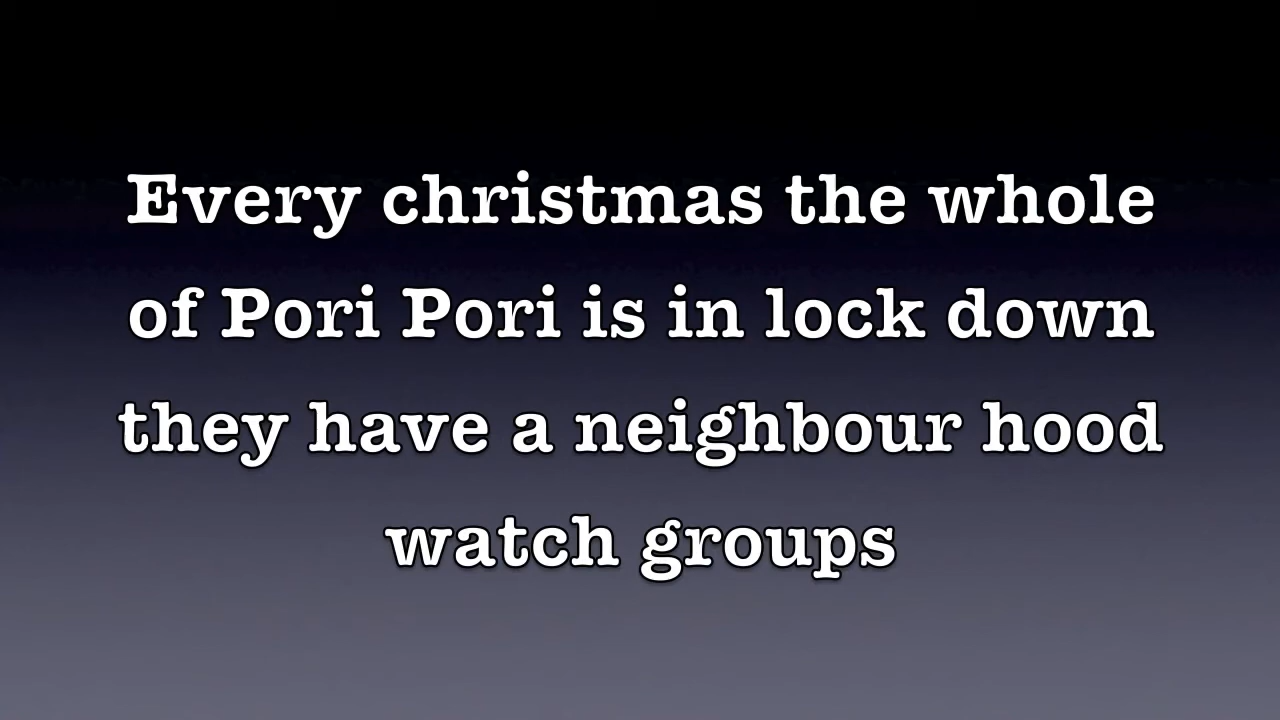 Every christmas the whole
of Pori Pori is in lock down
they have a neighbour hood
watch groups